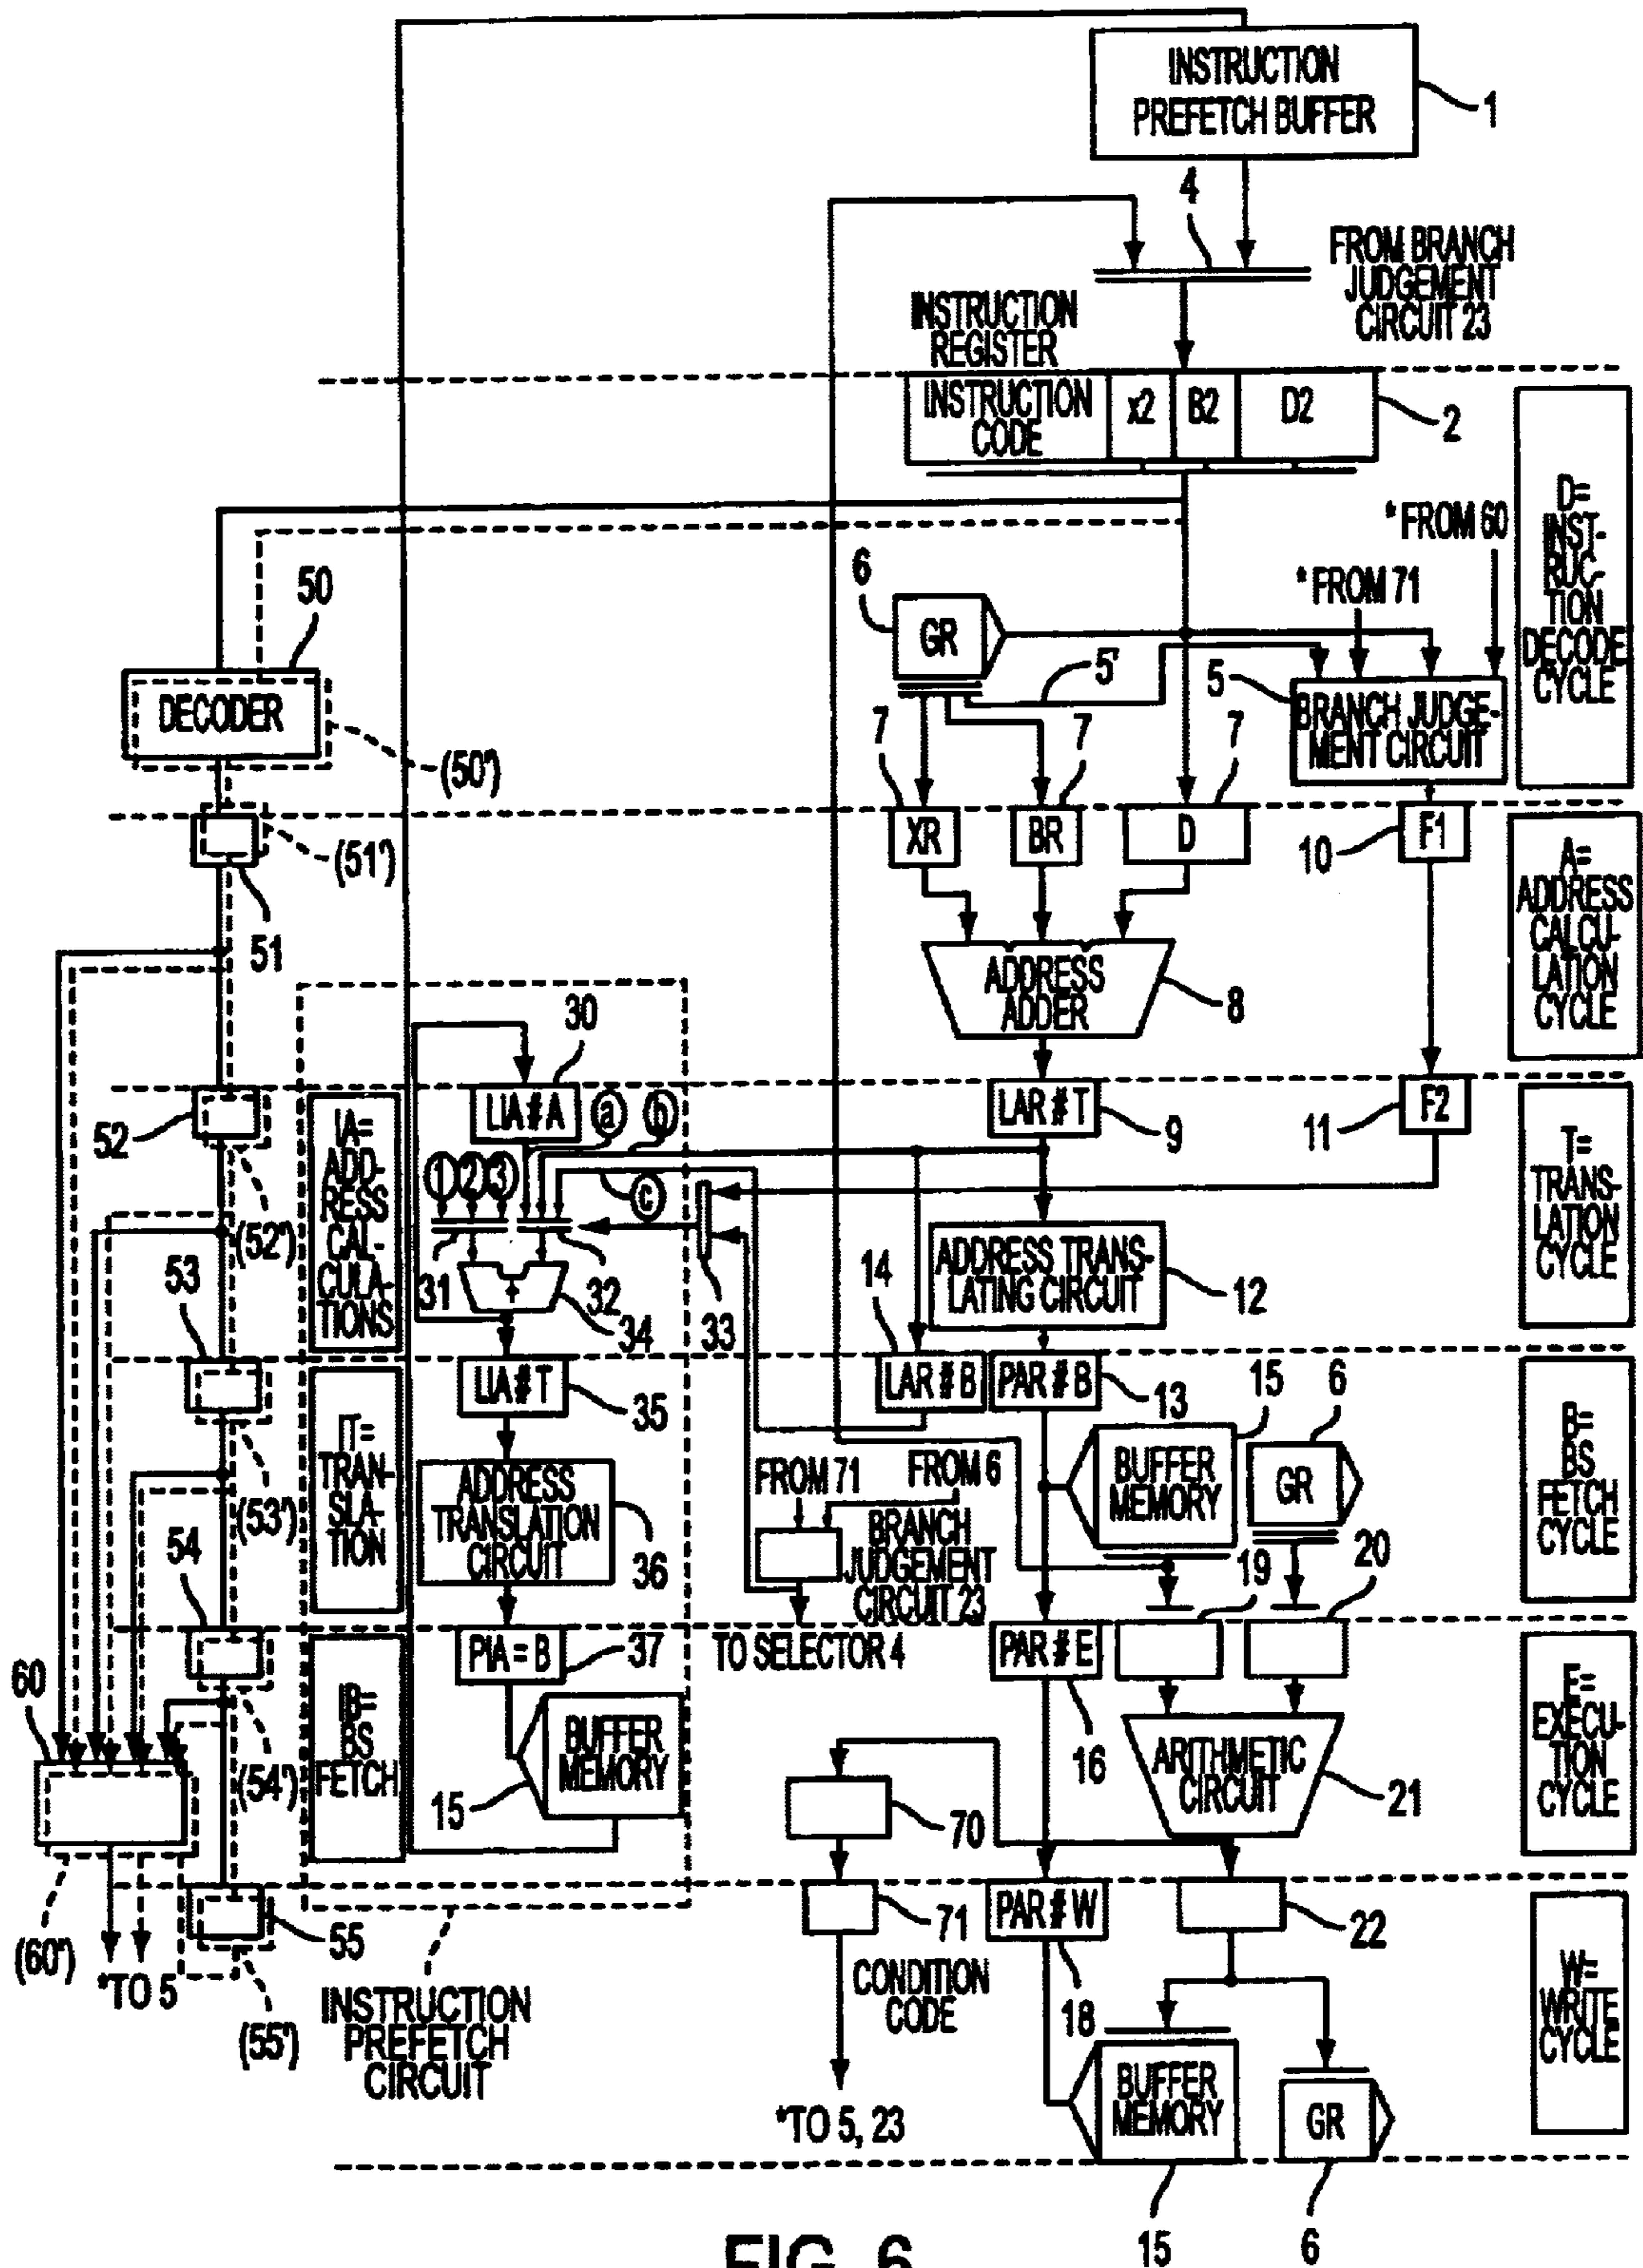 INSTRUCTION
PREFETCH BUFFER
1
4
FROM BRANCH
JUDGEMENT
CIRCUIT 23
INSTRUCTION
REGISTER
INSTRUCTION
CODE
x2
B2
D2
2
D=
INST-
RUC-
TION
DECODE
CYCLE
* FROM 60
* FROM 71
6
GR
50
DECODER
(50')
5'
5
BRANCH JUDGE-
MENT CIRCUIT
7
7
7
XR
BR
D
10
F1
(51')
51
A=
ADDRESS
CALCU-
LATION
CYCLE
ADDRESS
ADDER
8
30
LIA # A
a
b
LAR # T
9
11
F2
52
(52')
IA=
ADD-
RESS
CAL-
CULA-
TIONS
1
2
3
c
T=
TRANS-
LATION
CYCLE
31
+
32
34
33
14
ADDRESS TRANS-
LATING CIRCUIT
12
53
(53')
LIA # T
35
LAR # B
PAR # B
13
15
6
IT=
TRAN-
SLA-
TION
ADDRESS
TRANSLATION
CIRCUIT
36
FROM 71
FROM 6
BRANCH
JUDGEMENT
CIRCUIT 23
BUFFER
MEMORY
GR
B=
BS
FETCH
CYCLE
19
20
54
(54')
TO SELECTOR 4
PIA = B
37
PAR # E
16
60
IB=
BS
FETCH
15
BUFFER
MEMORY
70
ARITHMETIC
CIRCUIT
21
E=
EXECU-
TION
CYCLE
(60')
*TO 5
55
(55')
INSTRUCTION
PREFETCH
CIRCUIT
71
CONDITION
CODE
*TO 5, 23
PAR # W
18
22
BUFFER
MEMORY
15
GR
6
W=
WRITE
CYCLE
FIG. 6